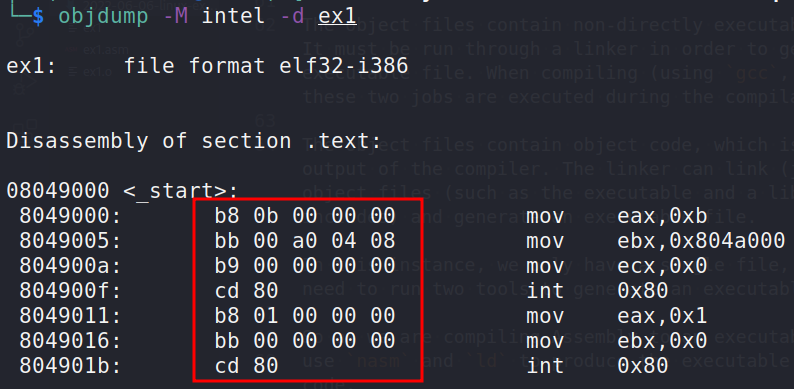 └─$ objdump -M intel -d ex1
ex1:     file format elf32-i386
Disassembly of section .text:
08049000 <_start>:
 8049000:       b8 0b 00 00 00          mov    eax,0xb
 8049005:       bb 00 a0 04 08          mov    ebx,0x804a000
 804900a:       b9 00 00 00 00          mov    ecx,0x0
 804900f:       cd 80                   int    0x80
 8049011:       b8 01 00 00 00          mov    eax,0x1
 8049016:       bb 00 00 00 00          mov    ebx,0x0
 804901b:       cd 80                   int    0x80